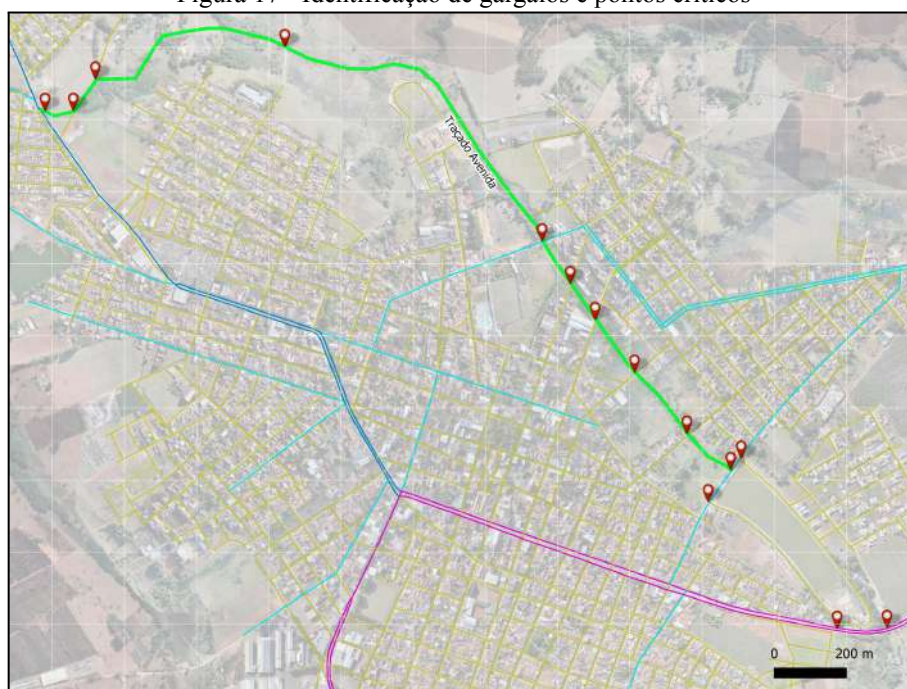 Figura 17 - Identificação de gargalos e pontos críticos
Traçado Avenida
0 200 m